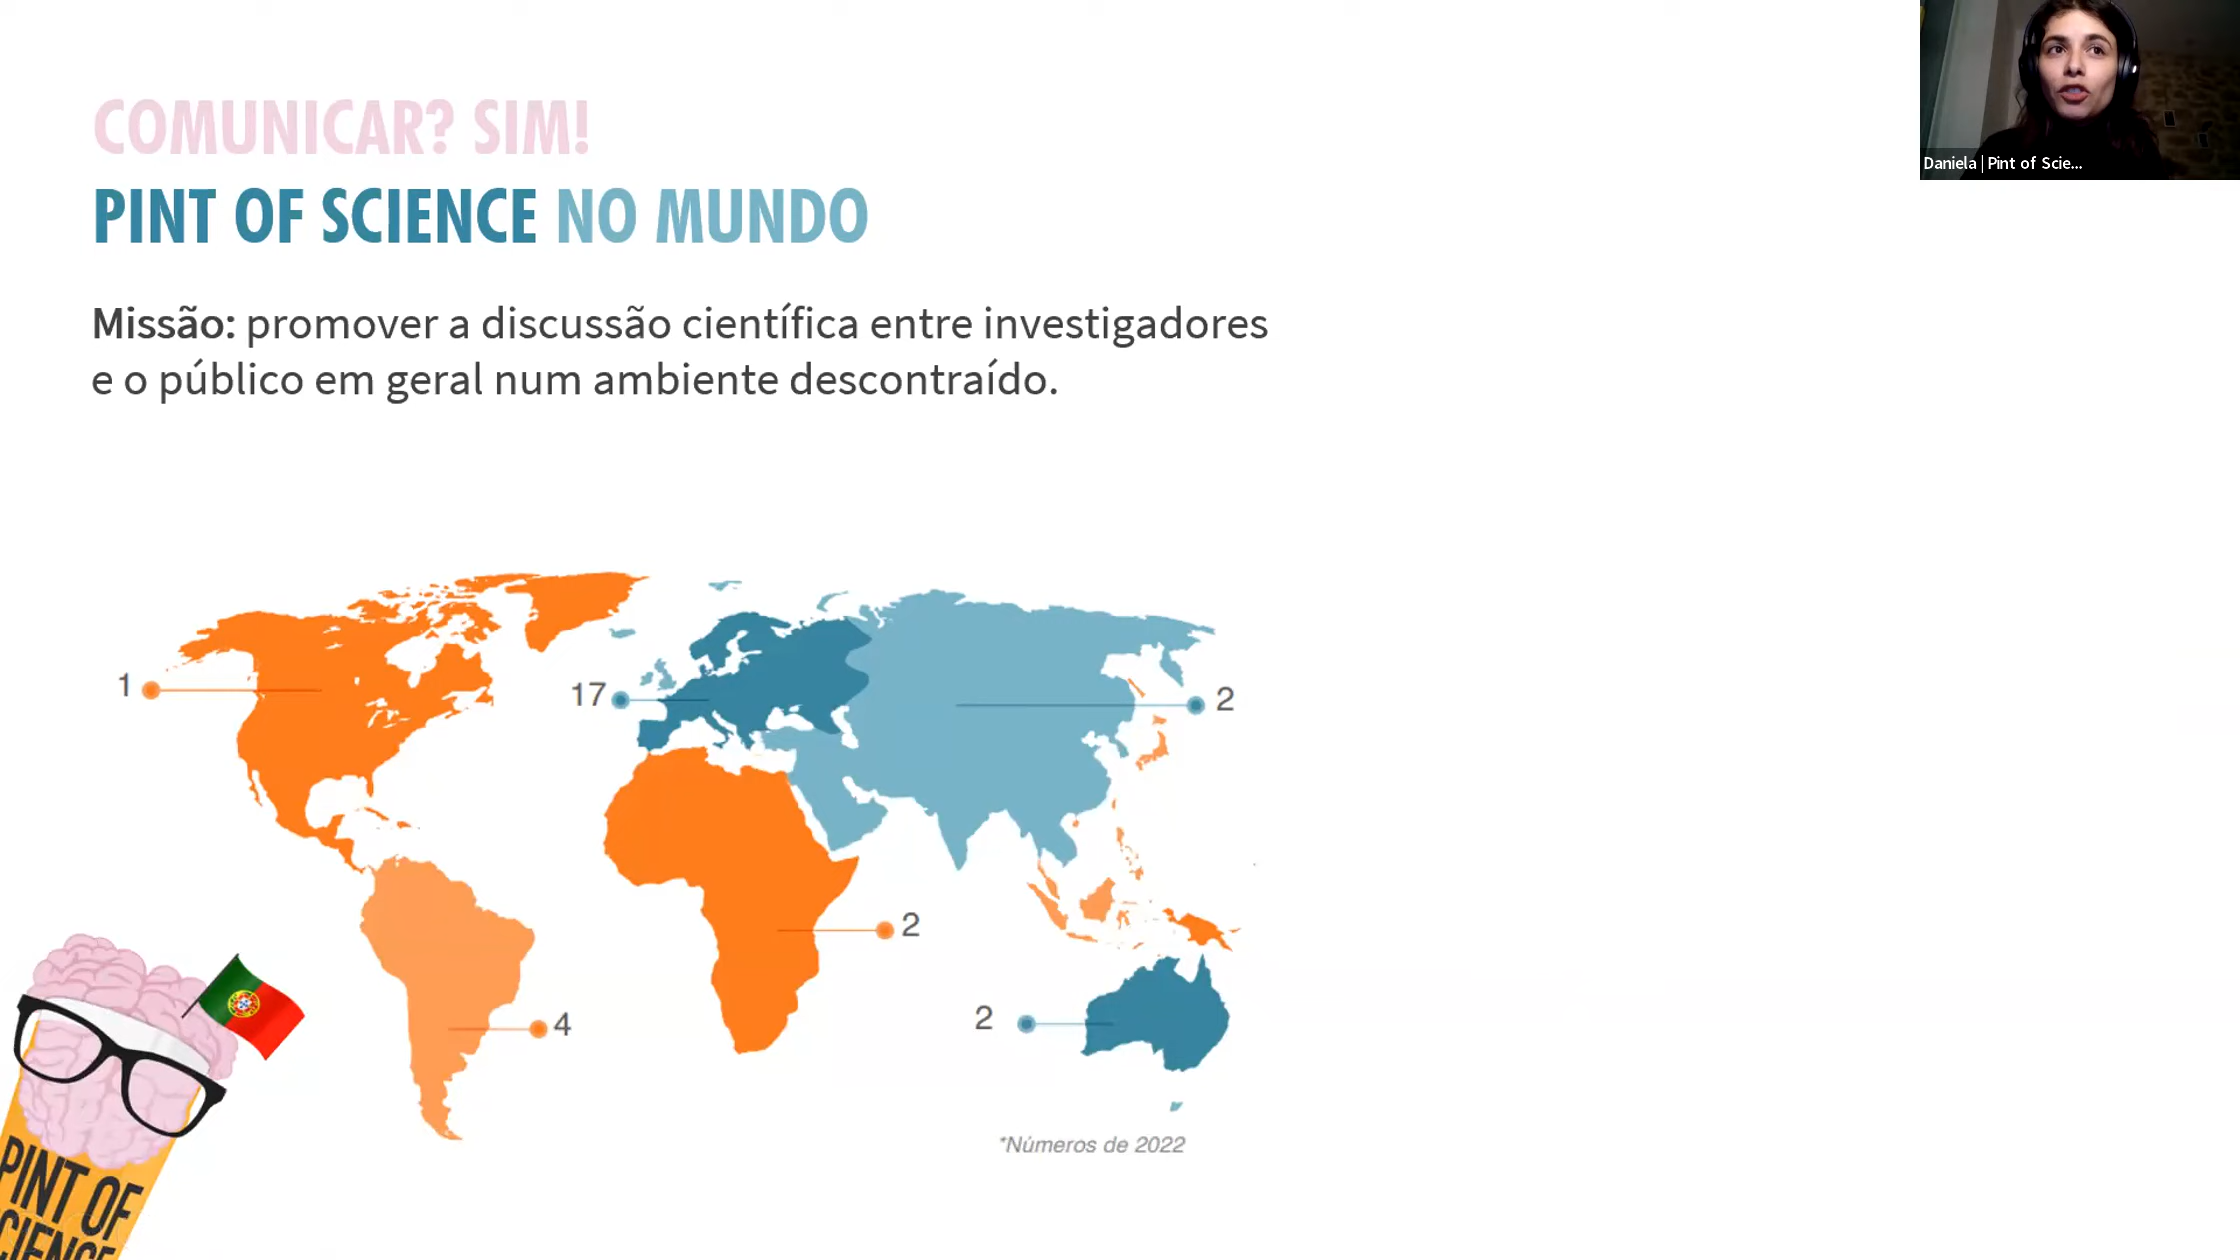 COMUNICAR? SIM!
PINT OF SCIENCE NO MUNDO
Daniela | Pint of Scie...
Missão: promover a discussão científica entre investigadores
e o público em geral num ambiente descontraído.
1
17
2
2
4
2
*Números de 2022
PINT OF
SCIENCE